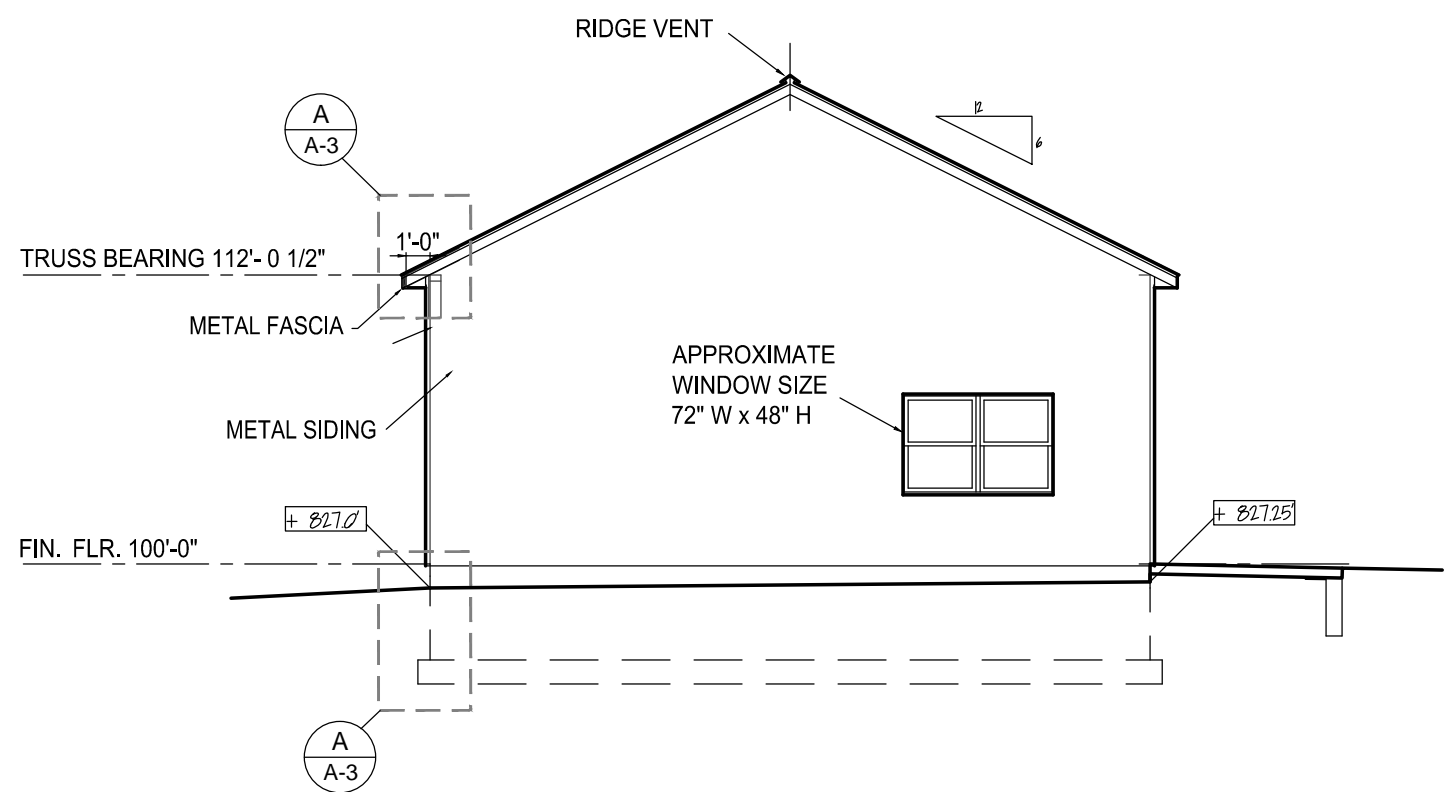 RIDGE VENT
12
6
A
A-3
1'-0"
TRUSS BEARING 112'- 0 1/2"
METAL FASCIA
APPROXIMATE
WINDOW SIZE
72" W x 48" H
METAL SIDING
+ 827.0'
+ 827.25'
FIN. FLR. 100'-0"
A
A-3